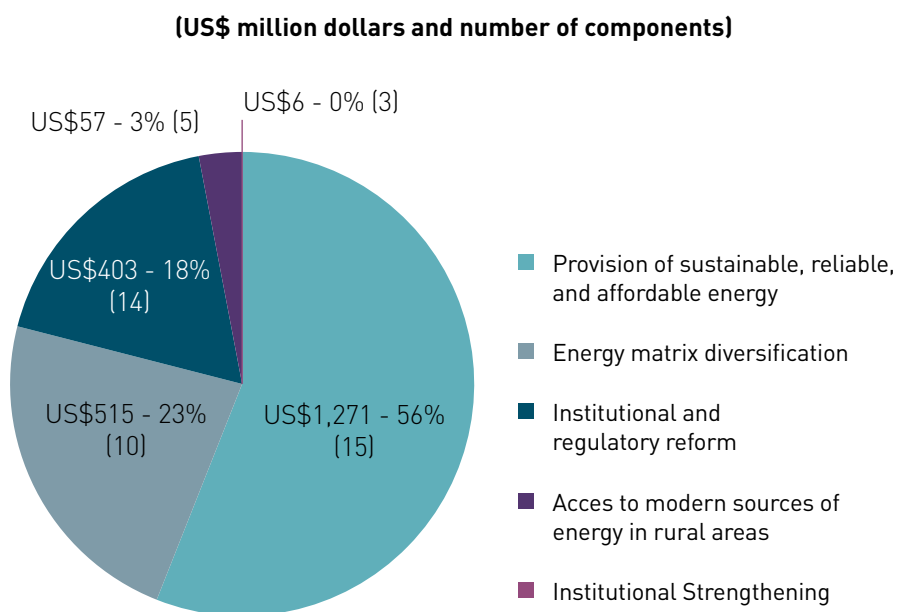 (US$ million dollars and number of components)
US$6 - 0% (3)
US$57 - 3% (5)
US$403 - 18%
(14)
US$515 - 23%
(10)
US$1,271 - 56%
(15)
Provision of sustainable, reliable,
and affordable energy
Energy matrix diversification
Institutional and
regulatory reform
Acces to modern sources of
energy in rural areas
Institutional Strengthening